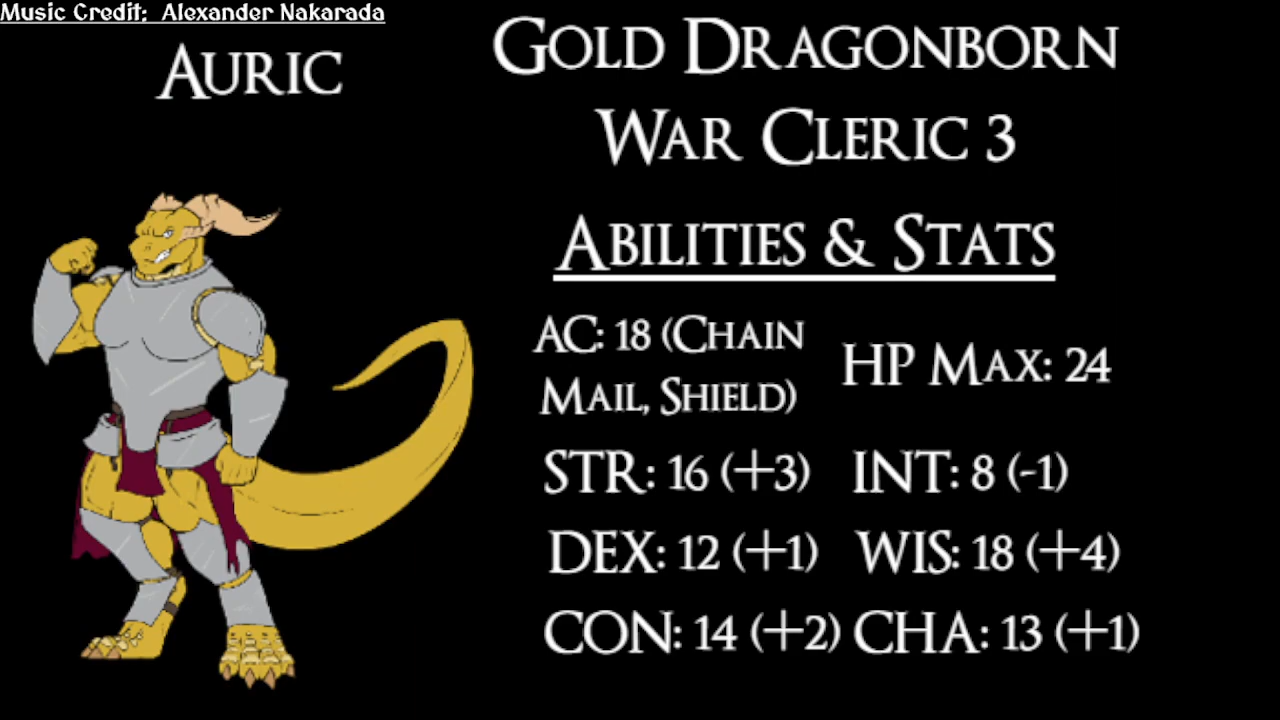 Music Credit:  Alexander Nakarada
Auric
Gold Dragonborn
War Cleric 3
Abilities & Stats
AC: 18 (Chain
Mail, Shield)
HP Max: 24
STR: 16 (+3)
INT: 8 (-1)
DEX: 12 (+1)
WIS: 18 (+4)
CON: 14 (+2)
CHA: 13 (+1)